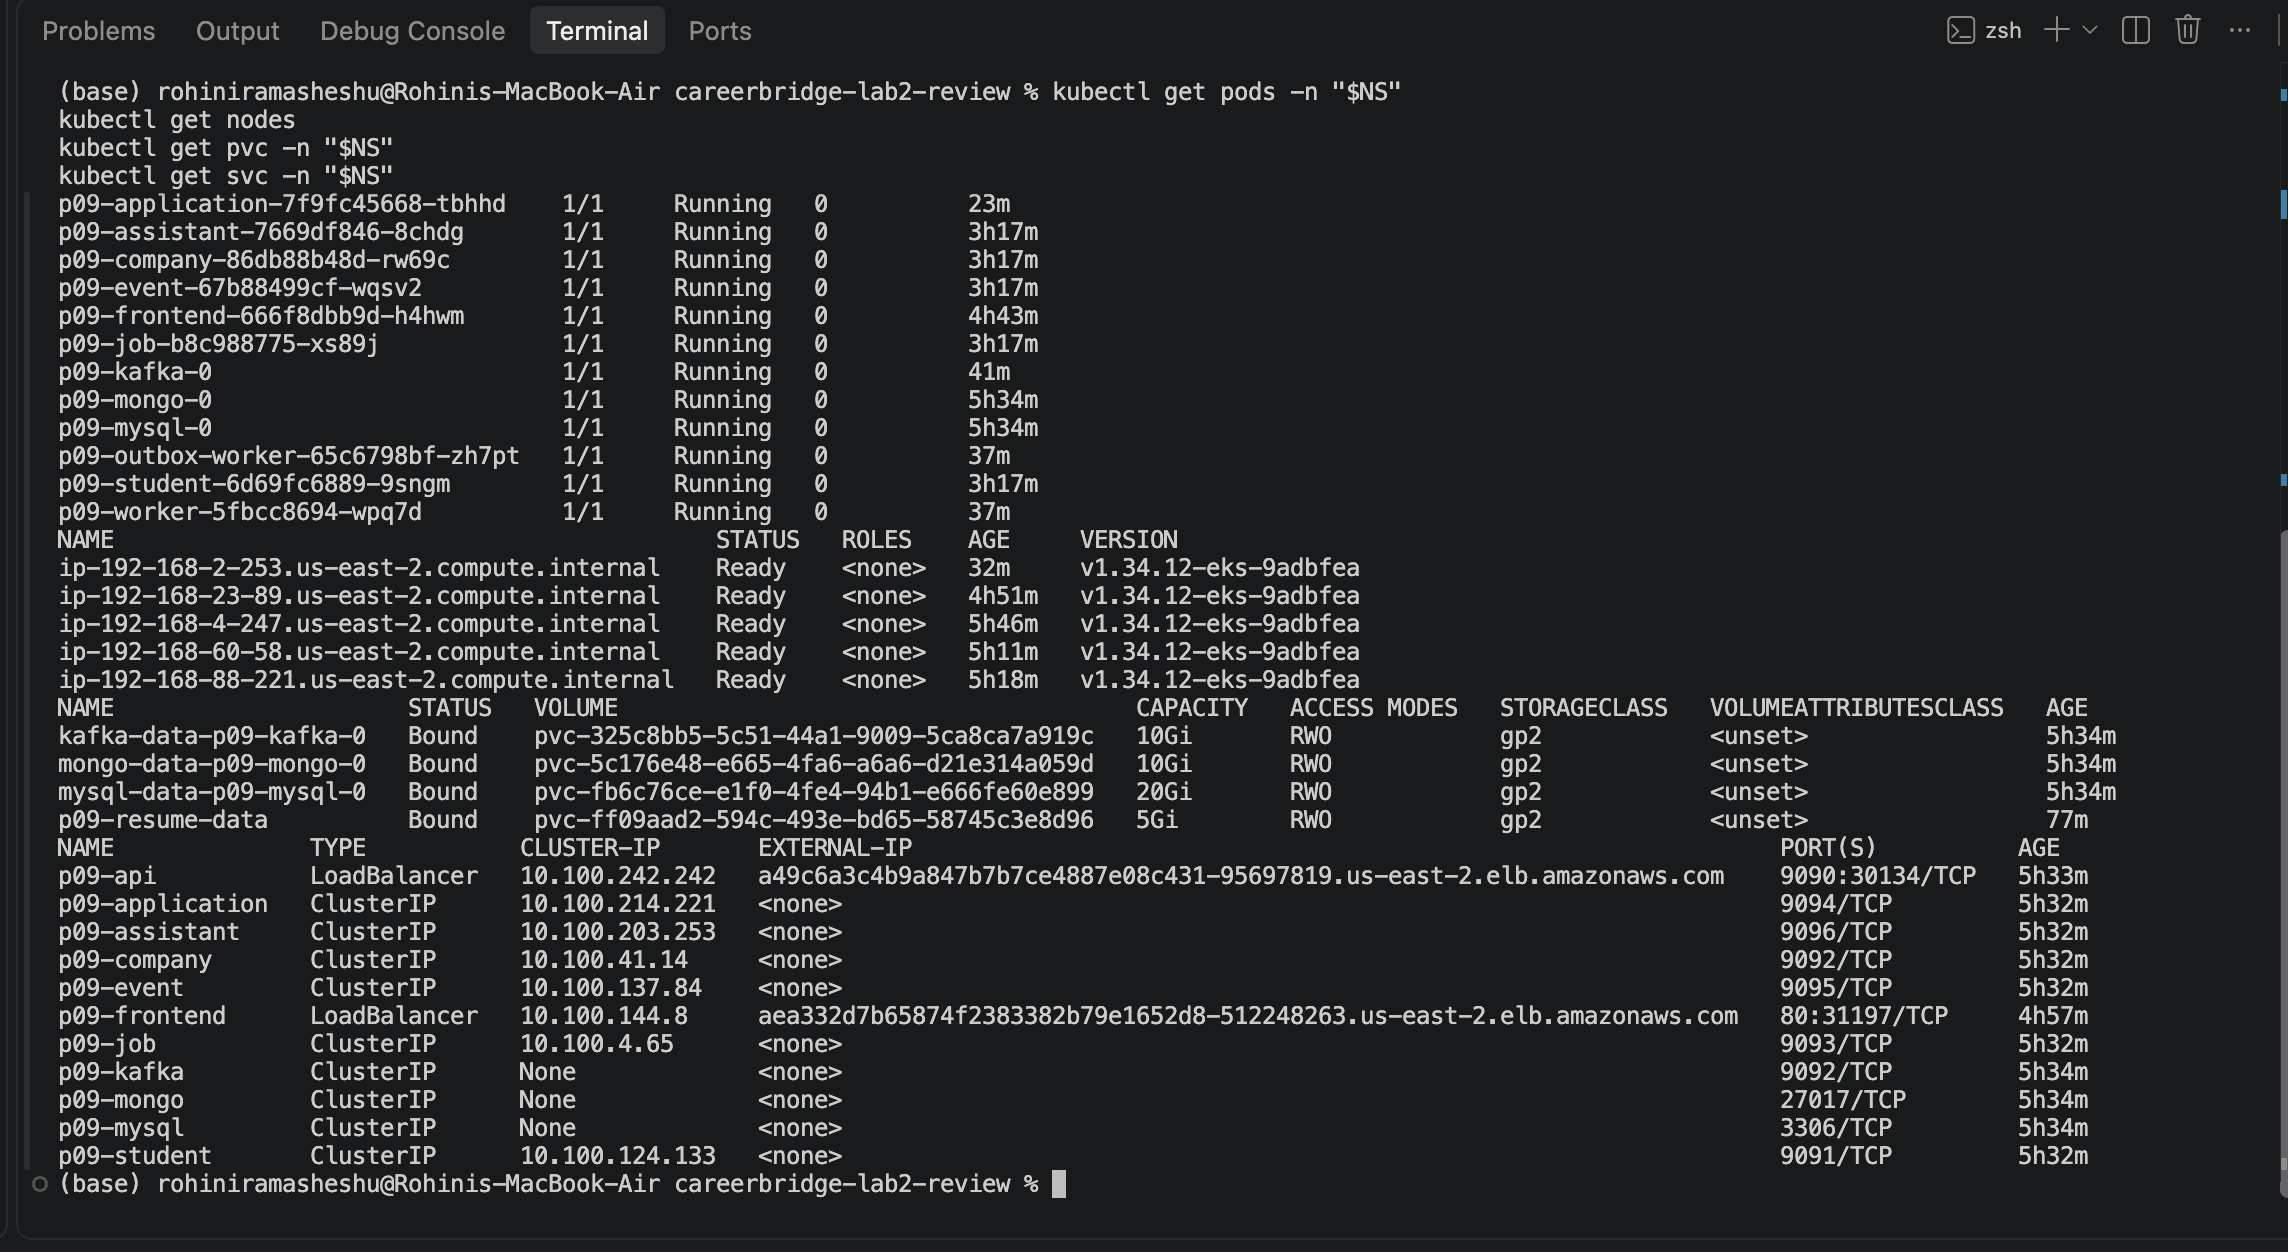 Problems Output Debug Console Terminal Ports zsh
(base) rohiniramasheshu@Rohinis-MacBook-Air careerbridge-lab2-review % kubectl get pods -n "$NS"
kubectl get nodes
kubectl get pvc -n "$NS"
kubectl get svc -n "$NS"
p09-application-7f9fc45668-tbhhd 1/1 Running 0 23m
p09-assistant-7669df846-8chdg 1/1 Running 0 3h17m
p09-company-86db88b48d-rw69c 1/1 Running 0 3h17m
p09-event-67b88499cf-wqsv2 1/1 Running 0 3h17m
p09-frontend-666f8dbb9d-h4hwm 1/1 Running 0 4h43m
p09-job-b8c988775-xs89j 1/1 Running 0 3h17m
p09-kafka-0 1/1 Running 0 41m
p09-mongo-0 1/1 Running 0 5h34m
p09-mysql-0 1/1 Running 0 5h34m
p09-outbox-worker-65c6798bf-zh7pt 1/1 Running 0 37m
p09-student-6d69fc6889-9sngm 1/1 Running 0 3h17m
p09-worker-5fbcc8694-wpq7d 1/1 Running 0 37m
NAME STATUS ROLES AGE VERSION
ip-192-168-2-253.us-east-2.compute.internal Ready <none> 32m v1.34.12-eks-9adbfea
ip-192-168-23-89.us-east-2.compute.internal Ready <none> 4h51m v1.34.12-eks-9adbfea
ip-192-168-4-247.us-east-2.compute.internal Ready <none> 5h46m v1.34.12-eks-9adbfea
ip-192-168-60-58.us-east-2.compute.internal Ready <none> 5h11m v1.34.12-eks-9adbfea
ip-192-168-88-221.us-east-2.compute.internal Ready <none> 5h18m v1.34.12-eks-9adbfea
NAME STATUS VOLUME CAPACITY ACCESS MODES STORAGECLASS VOLUMEATTRIBUTESCLASS AGE
kafka-data-p09-kafka-0 Bound pvc-325c8bb5-5c51-44a1-9009-5ca8ca7a919c 10Gi RWO gp2 <unset> 5h34m
mongo-data-p09-mongo-0 Bound pvc-5c176e48-e665-4fa6-a6a6-d21e314a059d 10Gi RWO gp2 <unset> 5h34m
mysql-data-p09-mysql-0 Bound pvc-fb6c76ce-e1f0-4fe4-94b1-e666fe60e899 20Gi RWO gp2 <unset> 5h34m
p09-resume-data Bound pvc-ff09aad2-594c-493e-bd65-58745c3e8d96 5Gi RWO gp2 <unset> 77m
NAME TYPE CLUSTER-IP EXTERNAL-IP PORT(S) AGE
p09-api LoadBalancer 10.100.242.242 a49c6a3c4b9a847b7b7ce4887e08c431-95697819.us-east-2.elb.amazonaws.com 9090:30134/TCP 5h33m
p09-application ClusterIP 10.100.214.221 <none> 9094/TCP 5h32m
p09-assistant ClusterIP 10.100.203.253 <none> 9096/TCP 5h32m
p09-company ClusterIP 10.100.41.14 <none> 9092/TCP 5h32m
p09-event ClusterIP 10.100.137.84 <none> 9095/TCP 5h32m
p09-frontend LoadBalancer 10.100.144.8 aea332d7b65874f2383382b79e1652d8-512248263.us-east-2.elb.amazonaws.com 80:31197/TCP 4h57m
p09-job ClusterIP 10.100.4.65 <none> 9093/TCP 5h32m
p09-kafka ClusterIP None <none> 9092/TCP 5h34m
p09-mongo ClusterIP None <none> 27017/TCP 5h34m
p09-mysql ClusterIP None <none> 3306/TCP 5h34m
p09-student ClusterIP 10.100.124.133 <none> 9091/TCP 5h32m
(base) rohiniramasheshu@Rohinis-MacBook-Air careerbridge-lab2-review %